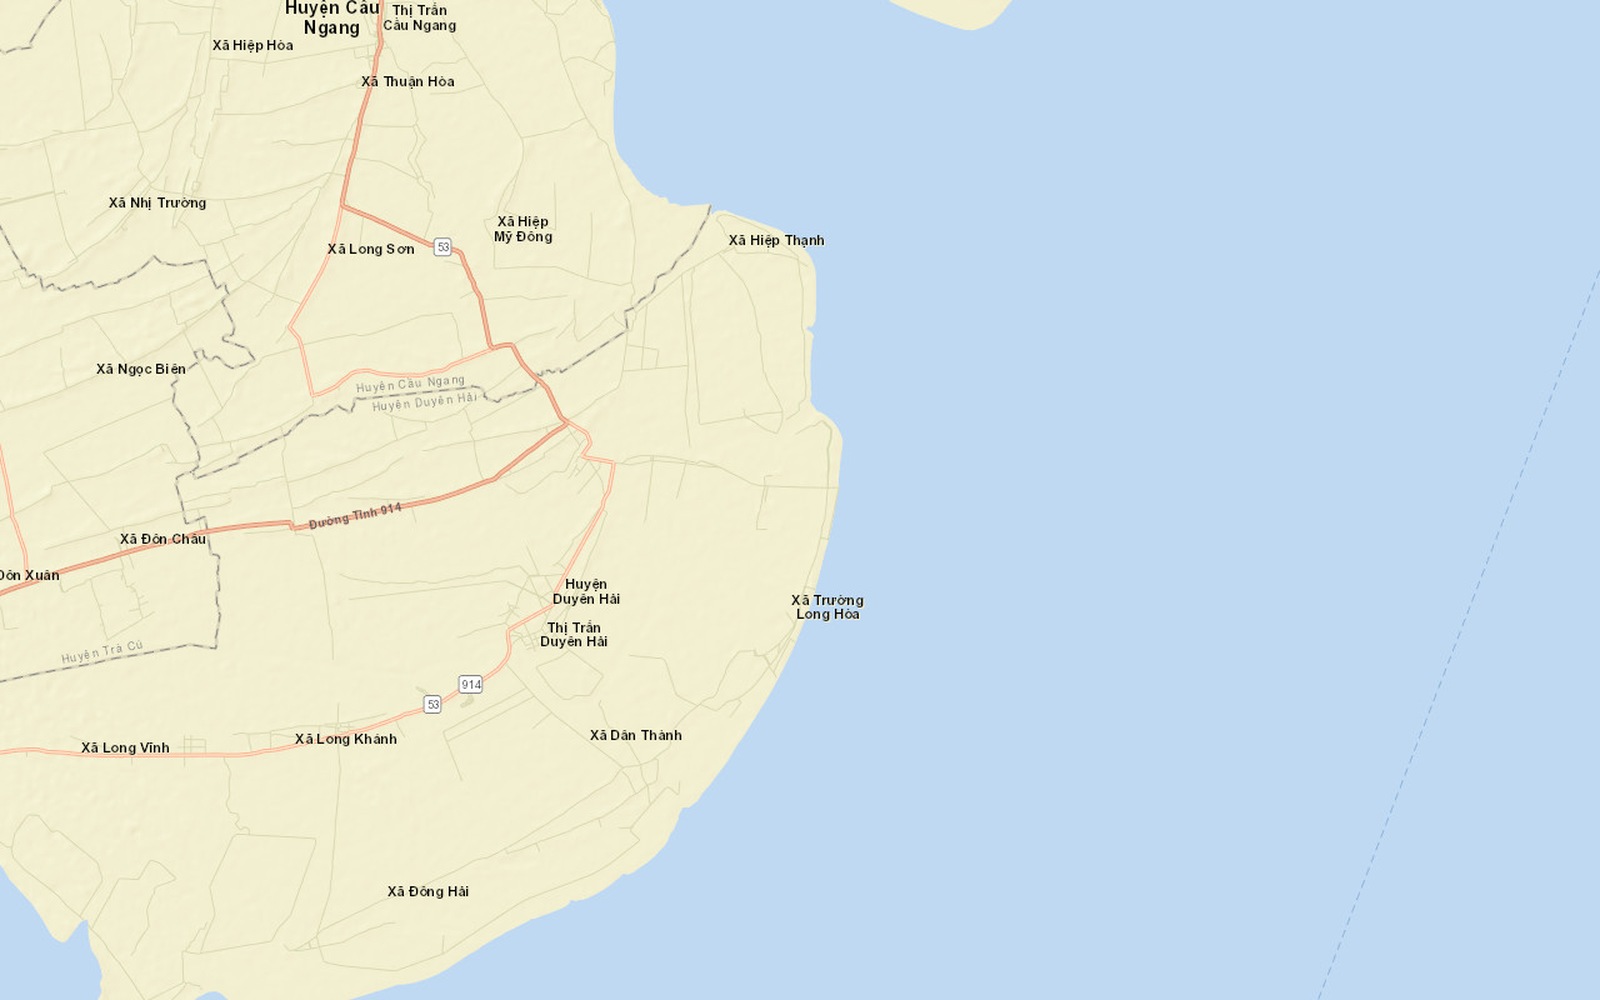 Huyện Cầu
Ngang
Thị Trấn
Cầu Ngang
Xã Hiệp Hòa
Xã Thuận Hòa
Xã Nhị Trường
Xã Hiệp
Mỹ Đông
Xã Hiệp Thạnh
Xã Long Sơn
53
Xã Ngọc Biên
Huyện Cầu Ngang
Huyện Duyên Hải
Đường Tỉnh 914
Xã Đôn Châu
Đôn Xuân
Huyện
Duyên Hải
Xã Trường
Long Hòa
Thị Trấn
Duyên Hải
Huyện Trà Cú
914
53
Xã Long Vĩnh
Xã Long Khánh
Xã Dân Thành
Xã Đông Hải